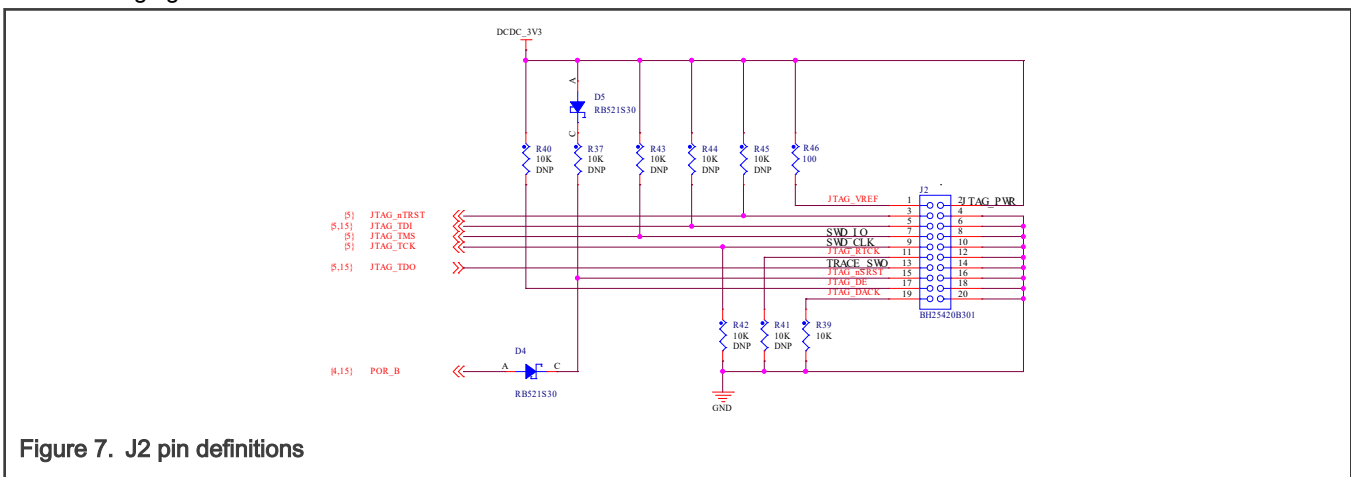 DCDC_3V3
A
D5
RB521S30
C
R40 10K DNP
R37 10K DNP
R43 10K DNP
R44 10K DNP
R45 10K DNP
R46 100
J2
JTAG_VREF 1 2 JTAG_PWR
3 4
{5} JTAG_nTRST
5 6
{5,15} JTAG_TDI
SWD_IO 7 8
{5} JTAG_TMS
SWD_CLK 9 10
{5} JTAG_TCK
JTAG_RTCK 11 12
{5,15} JTAG_TDO
TRACE_SWO 13 14
JTAG_nSRST 15 16
JTAG_DE 17 18
JTAG_DACK 19 20
BH25420B301
R42 10K DNP
R41 10K DNP
R39 10K
D4
{4,15} POR_B
A C
RB521S30
GND
Figure 7. J2 pin definitions